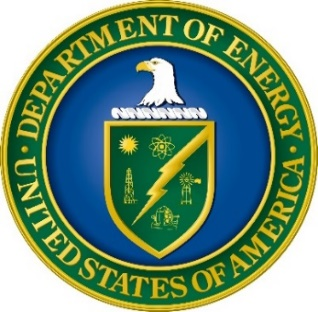 DEPARTMENT OF ENERGY
UNITED STATES OF AMERICA